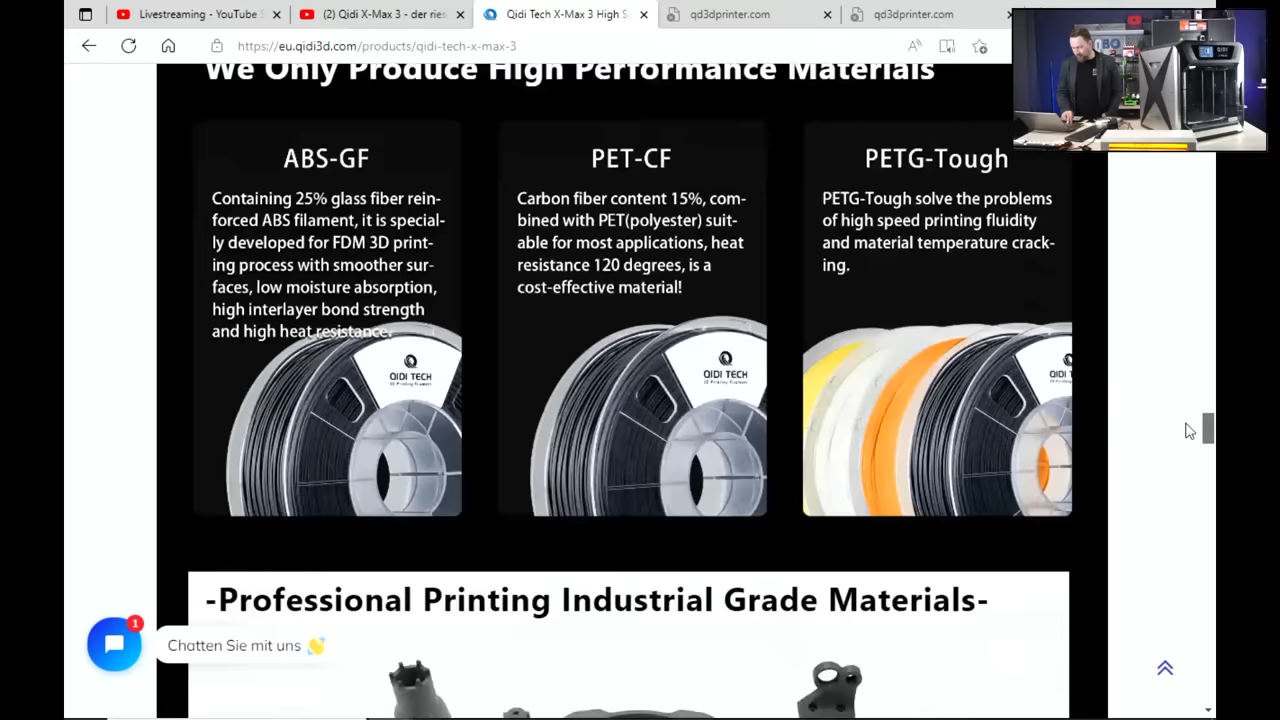 Livestreaming - YouTube S
(2) Qidi X-Max 3 - der ries
Qidi Tech X-Max 3 High S
qd3dprinter.com
qd3dprinter.com
https://eu.qidi3d.com/products/qidi-tech-x-max-3
We Only Produce High Performance Materials
ABS-GF
Containing 25% glass fiber rein-
forced ABS filament, it is special-
ly developed for FDM 3D print-
ing process with smoother sur-
faces, low moisture absorption,
high interlayer bond strength
and high heat resistance.
QIDI TECH
3D Printing Filament
PET-CF
Carbon fiber content 15%, com-
bined with PET(polyester) suit-
able for most applications, heat
resistance 120 degrees, is a
cost-effective material!
QIDI TECH
3D Printing Filament
PETG-Tough
PETG-Tough solve the problems
of high speed printing fluidity
and material temperature crack-
ing.
-Professional Printing Industrial Grade Materials-
1
Chatten Sie mit uns 👋